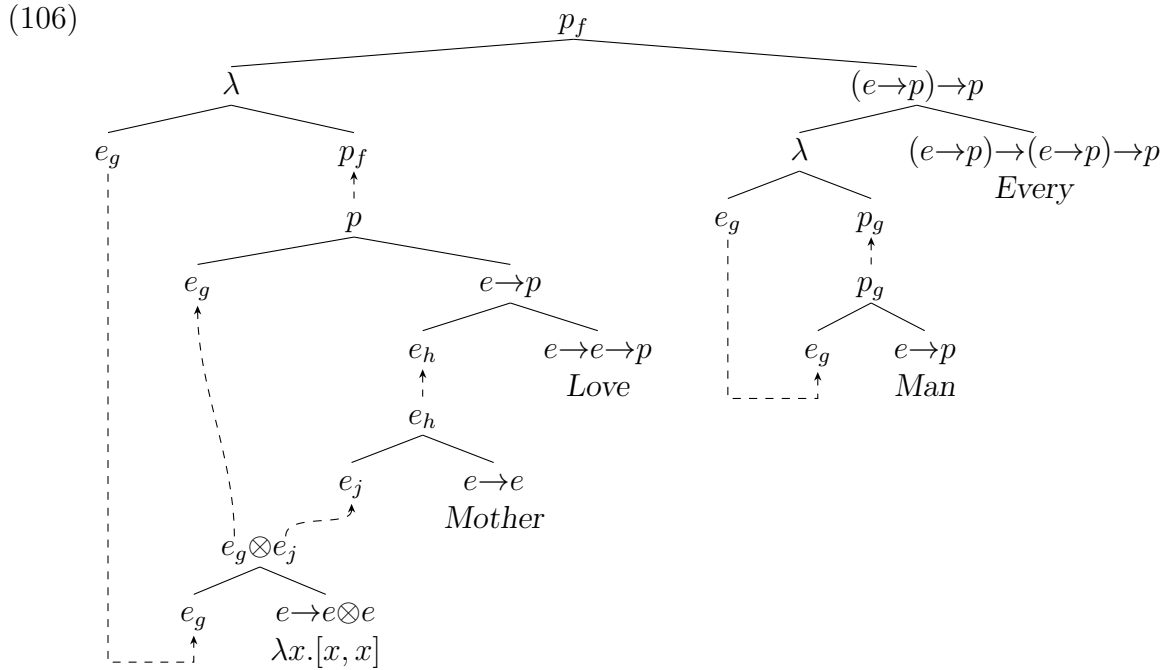 (106)
p_f
λ (e→p)→p
e_g p_f λ (e→p)→(e→p)→p
Every
p e_g p_g
e_g e→p p_g
e_h e→e→p e_g e→p
Love Man
e_h
e_j e→e
Mother
e_g⊗e_j
e_g e→e⊗e
λx.[x, x]